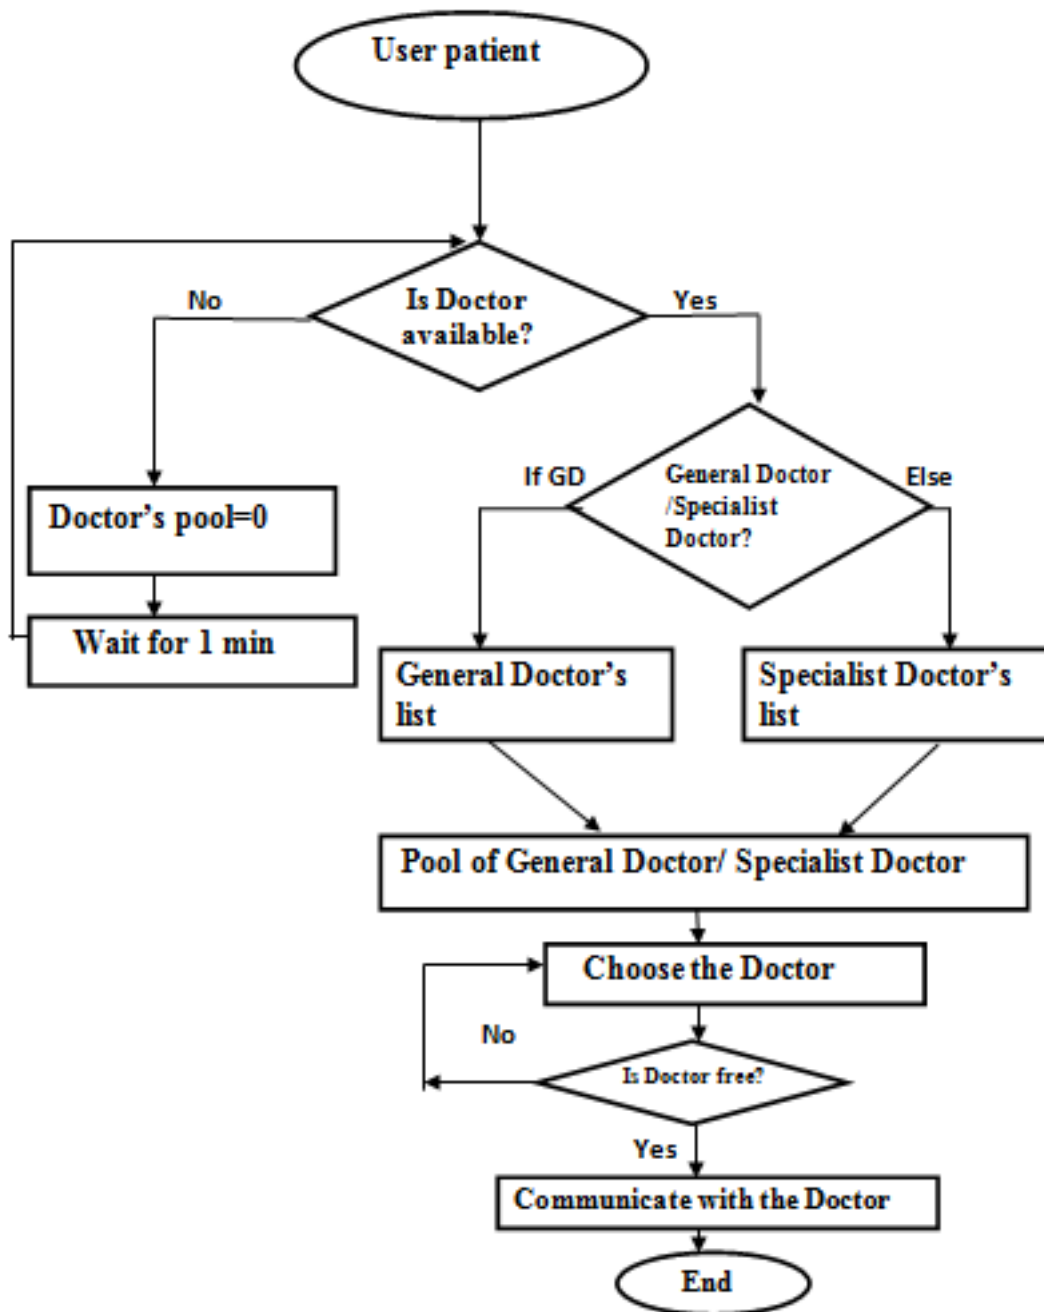 User patient
No
Is Doctor
available?
Yes
If GD
General Doctor
/Specialist
Doctor?
Else
Doctor’s pool=0
Wait for 1 min
General Doctor’s
list
Specialist Doctor’s
list
Pool of General Doctor/ Specialist Doctor
Choose the Doctor
No
Is Doctor free?
Yes
Communicate with the Doctor
End